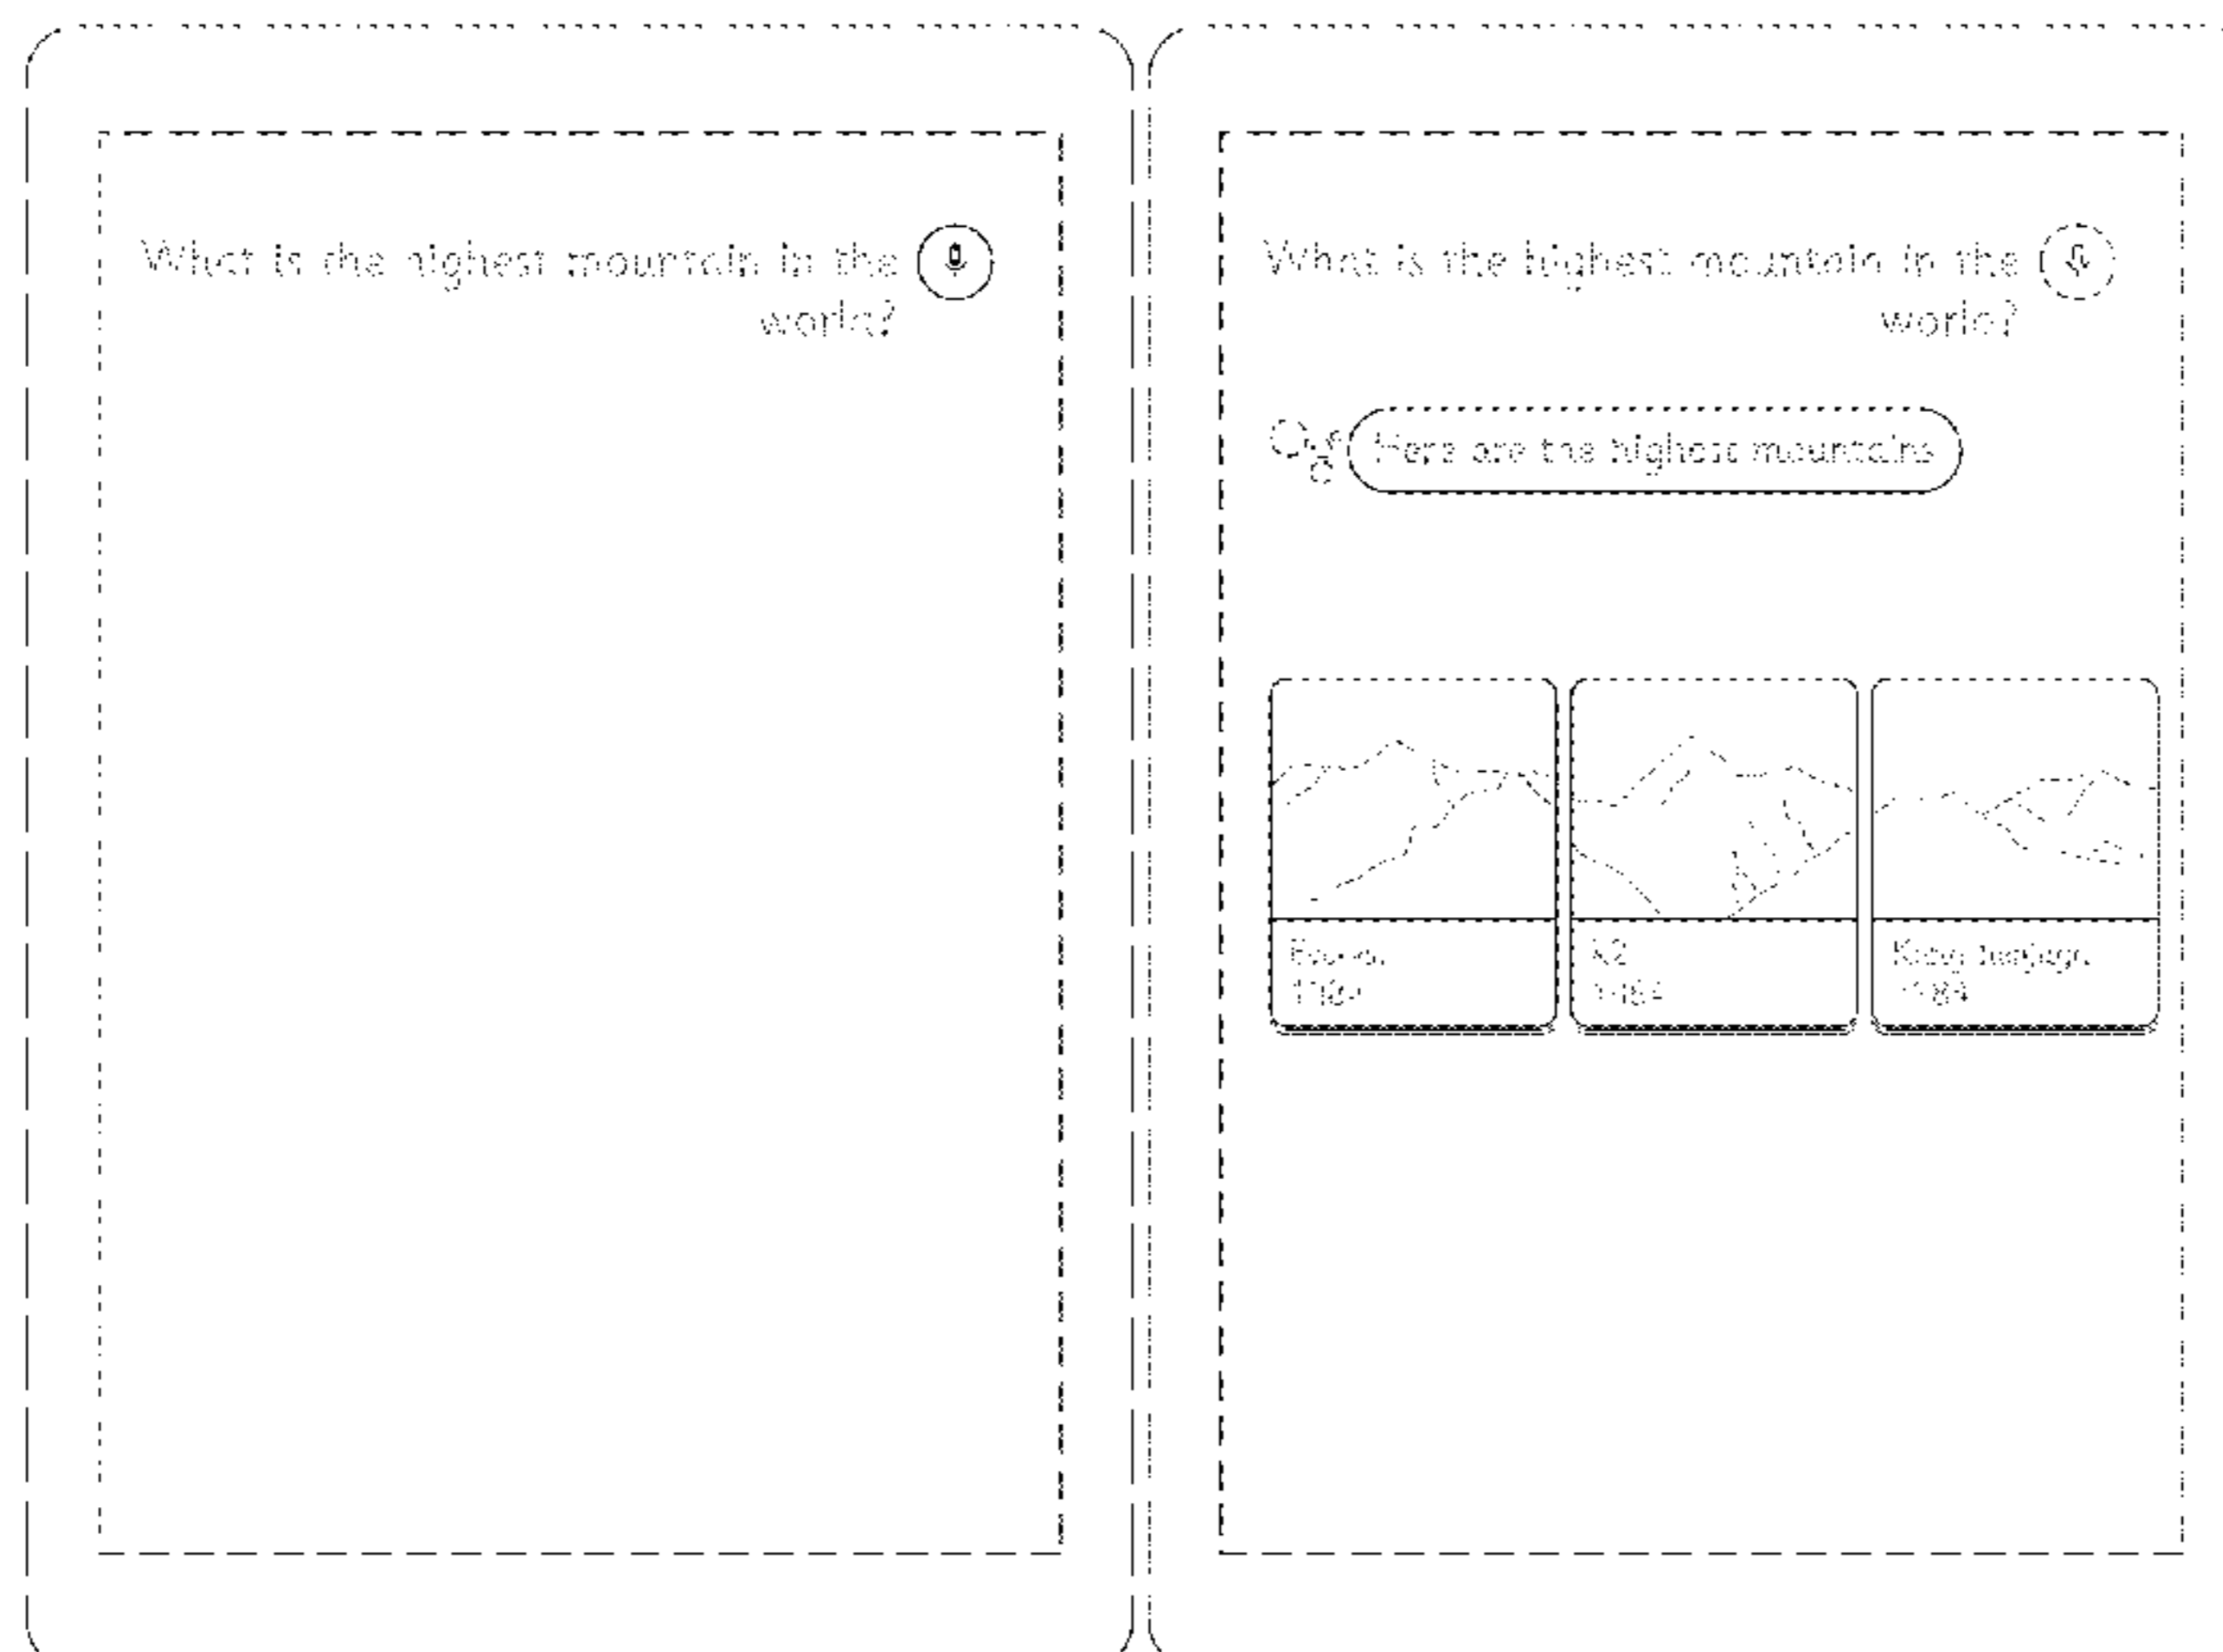 What is the highest mountain in the
world?
What is the highest mountain in the
world?
Here are the highest mountains
K2